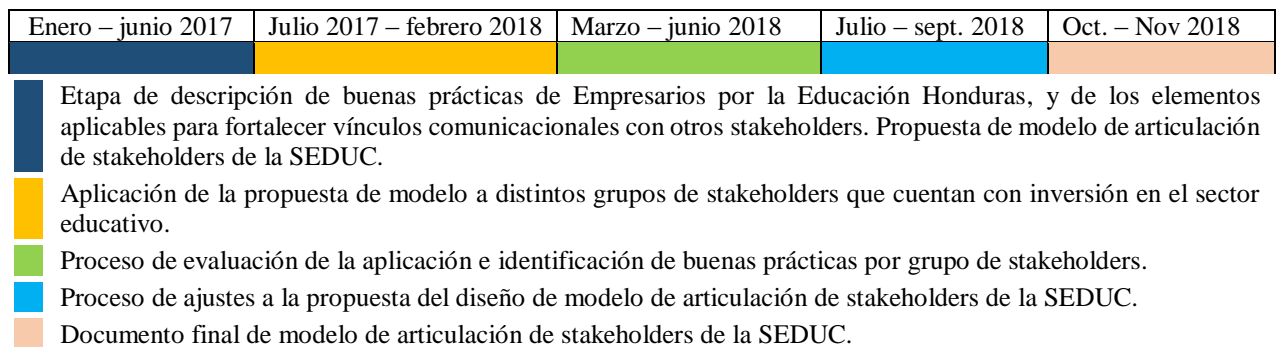 Enero – junio 2017 Julio 2017 – febrero 2018 Marzo – junio 2018 Julio – sept. 2018 Oct. – Nov 2018
Etapa de descripción de buenas prácticas de Empresarios por la Educación Honduras, y de los elementos
aplicables para fortalecer vínculos comunicacionales con otros stakeholders. Propuesta de modelo de articulación
de stakeholders de la SEDUC.
Aplicación de la propuesta de modelo a distintos grupos de stakeholders que cuentan con inversión en el sector
educativo.
Proceso de evaluación de la aplicación e identificación de buenas prácticas por grupo de stakeholders.
Proceso de ajustes a la propuesta del diseño de modelo de articulación de stakeholders de la SEDUC.
Documento final de modelo de articulación de stakeholders de la SEDUC.